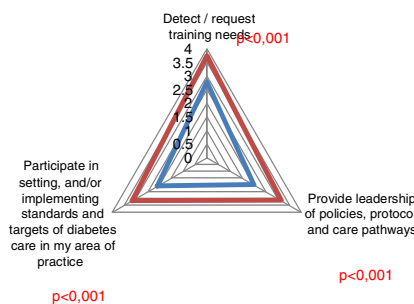 Detect / request
training needs
p<0,001
4
3.5
3
2.5
2
1.5
1
0.5
0
Participate in
setting, and/or
implementing
standards and
targets of diabetes
care in my area of
practice
p<0,001
Provide leadership
of policies, protoco
and care pathways
p<0,001